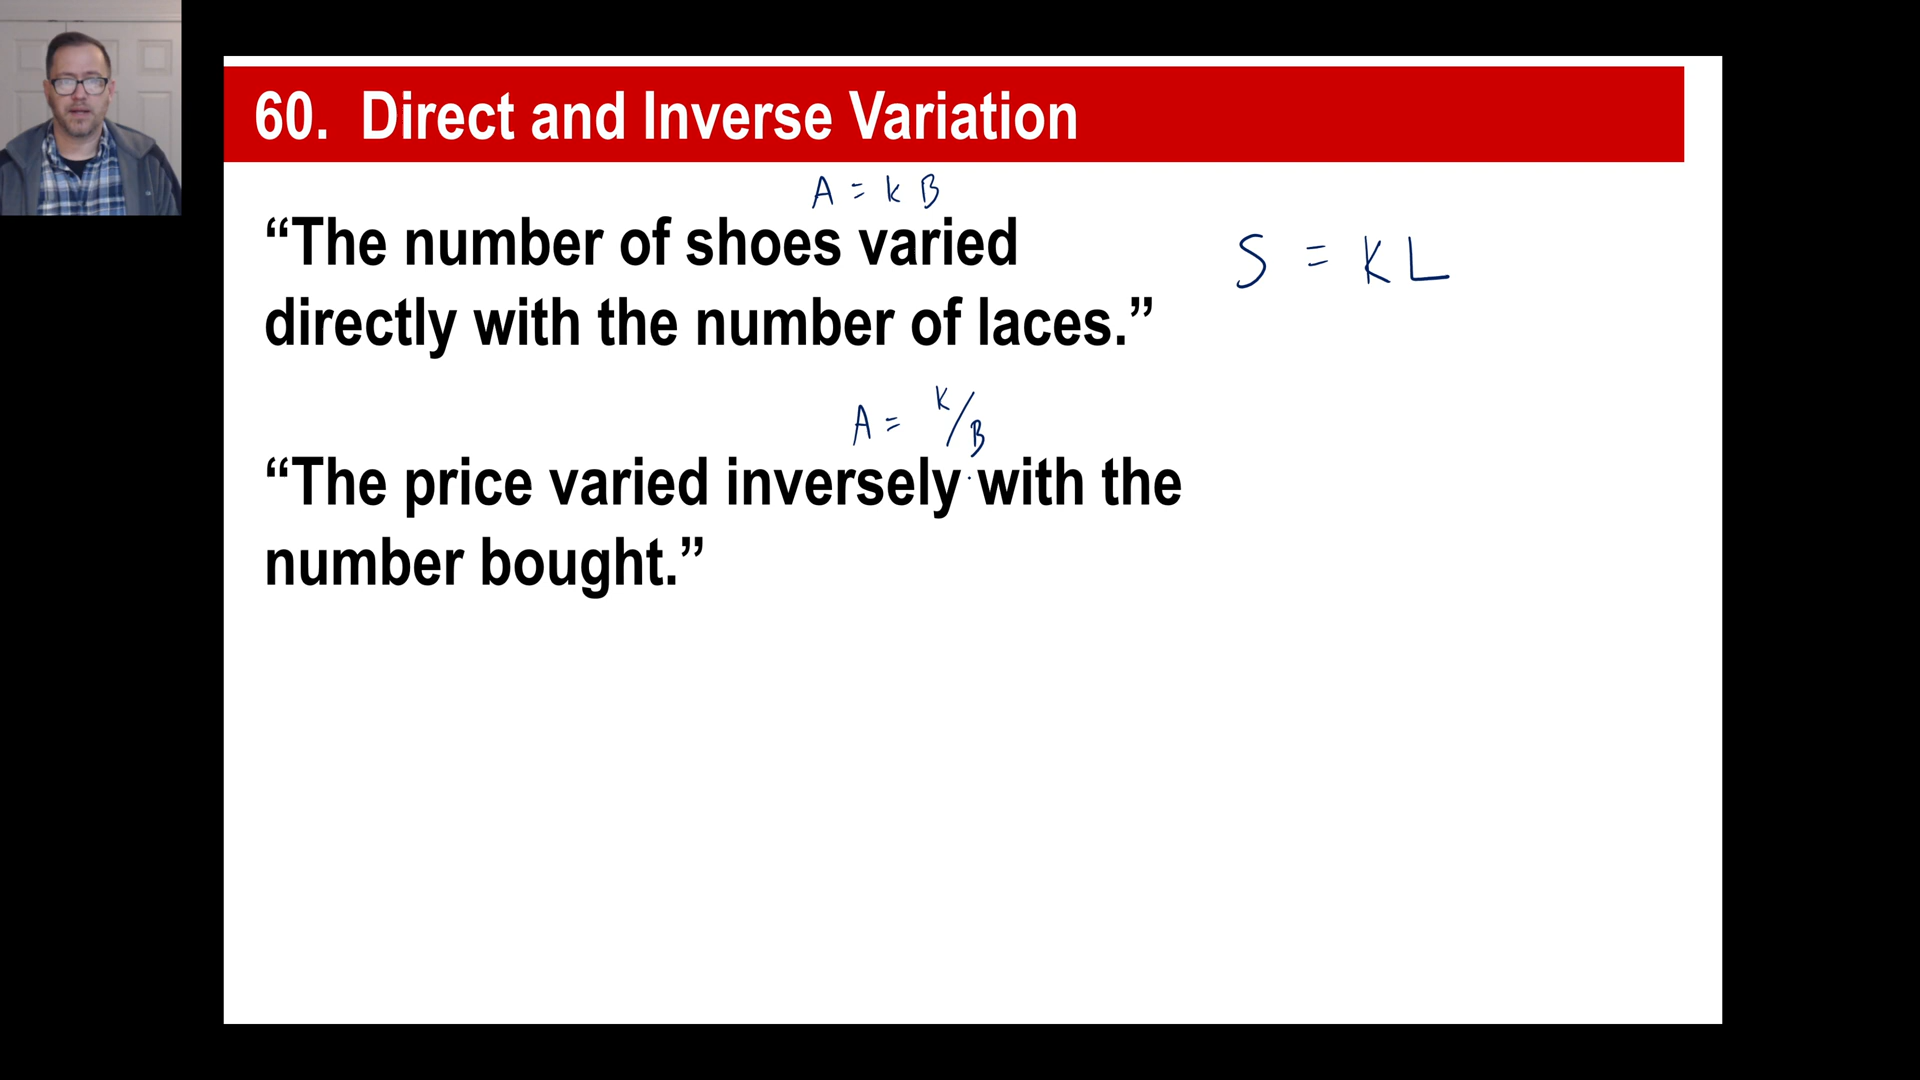 60. Direct and Inverse Variation
A = k B
“The number of shoes varied
directly with the number of laces.”
S = K L
A = K/B
“The price varied inversely with the
number bought.”